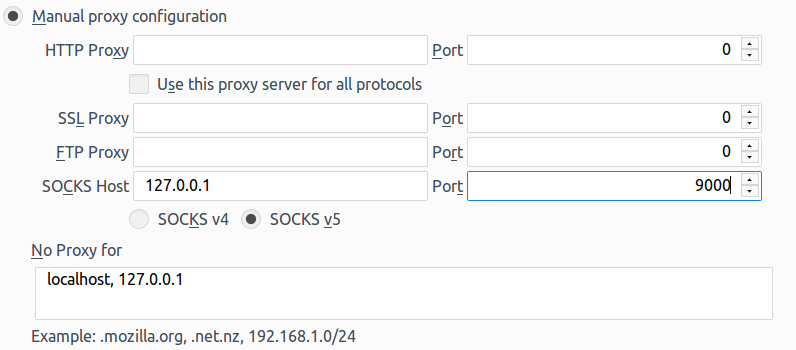 Manual proxy configuration
HTTP Proxy Port 0
Use this proxy server for all protocols
SSL Proxy Port 0
FTP Proxy Port 0
SOCKS Host 127.0.0.1 Port 9000
SOCKS v4 SOCKS v5
No Proxy for
localhost, 127.0.0.1
Example: .mozilla.org, .net.nz, 192.168.1.0/24